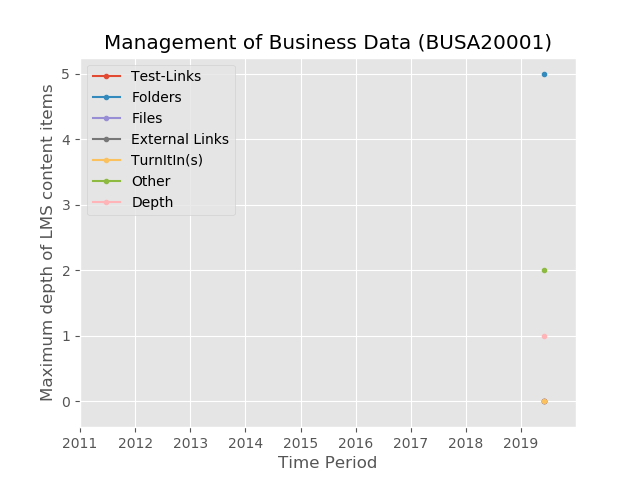 Management of Business Data (BUSA20001)
Maximum depth of LMS content items
5
4
3
2
1
0
Test-Links
Folders
Files
External Links
TurnItIn(s)
Other
Depth
2011 2012 2013 2014 2015 2016 2017 2018 2019
Time Period